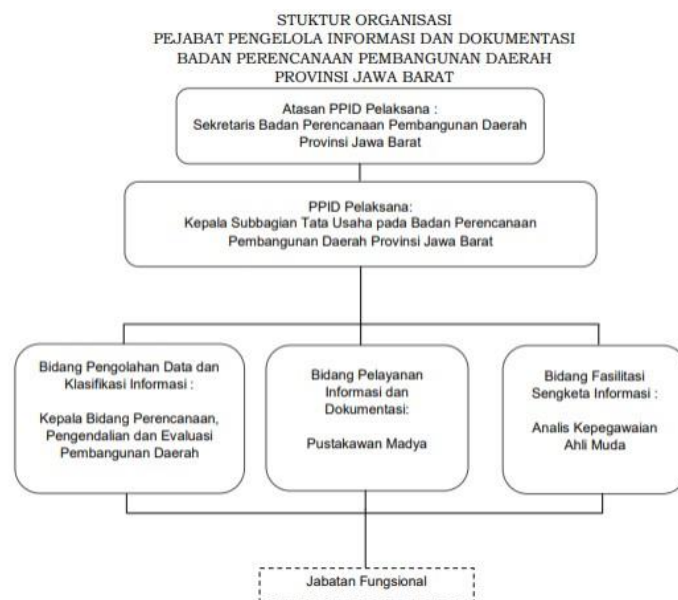 STUKTUR ORGANISASI
PEJABAT PENGELOLA INFORMASI DAN DOKUMENTASI
BADAN PERENCANAAN PEMBANGUNAN DAERAH
PROVINSI JAWA BARAT
Atasan PPID Pelaksana :
Sekretaris Badan Perencanaan Pembangunan Daerah
Provinsi Jawa Barat
PPID Pelaksana:
Kepala Subbagian Tata Usaha pada Badan Perencanaan
Pembangunan Daerah Provinsi Jawa Barat
Bidang Pengolahan Data dan
Klasifikasi Informasi :
Kepala Bidang Perencanaan,
Pengendalian dan Evaluasi
Pembangunan Daerah
Bidang Pelayanan
Informasi dan
Dokumentasi:
Pustakawan Madya
Bidang Fasilitasi
Sengketa Informasi :
Analis Kepegawaian
Ahli Muda
Jabatan Fungsional